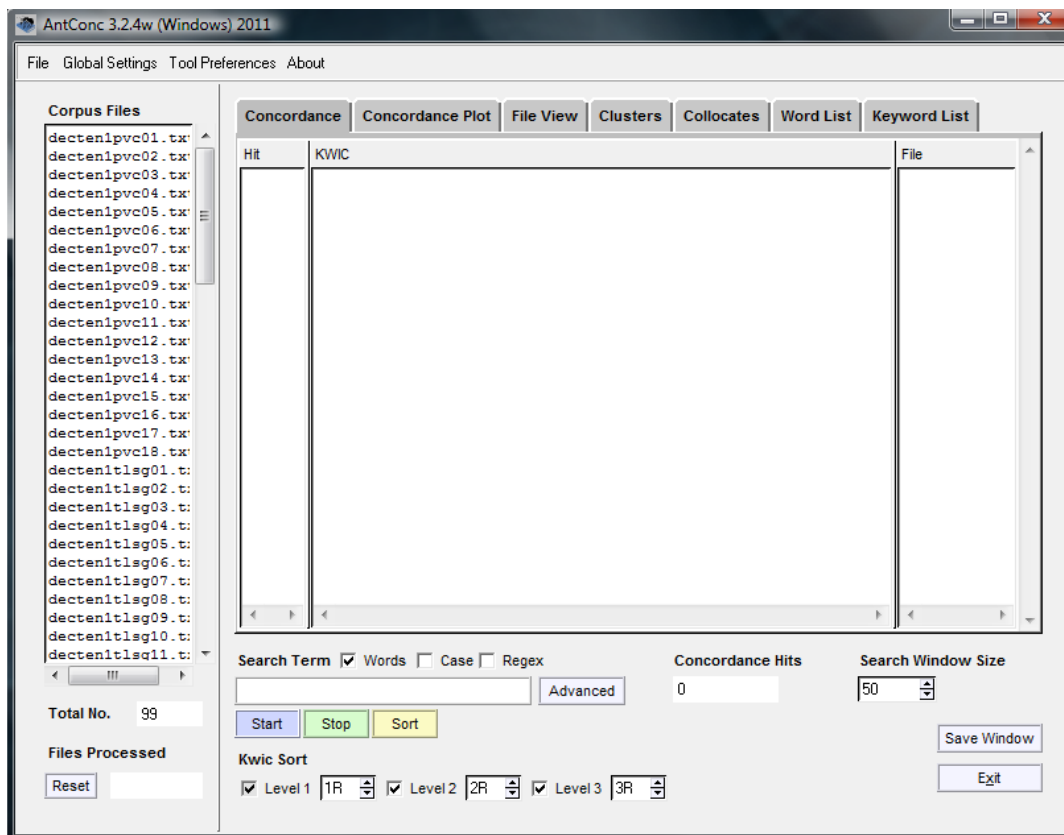 AntConc 3.2.4w (Windows) 2011
File Global Settings Tool Preferences About
Corpus Files
decten1pvc01.tx
decten1pvc02.tx
decten1pvc03.tx
decten1pvc04.tx
decten1pvc05.tx
decten1pvc06.tx
decten1pvc07.tx
decten1pvc08.tx
decten1pvc09.tx
decten1pvc10.tx
decten1pvc11.tx
decten1pvc12.tx
decten1pvc13.tx
decten1pvc14.tx
decten1pvc15.tx
decten1pvc16.tx
decten1pvc17.tx
decten1pvc18.tx
decten1tlsg01.t
decten1tlsg02.t
decten1tlsg03.t
decten1tlsg04.t
decten1tlsg05.t
decten1tlsg06.t
decten1tlsg07.t
decten1tlsg08.t
decten1tlsg09.t
decten1tlsg10.t
decten1tlsg11.t
Total No. 99
Files Processed
Reset
Concordance Concordance Plot File View Clusters Collocates Word List Keyword List
Hit KWIC File
Search Term Words Case Regex Concordance Hits Search Window Size
Advanced 0 50
Start Stop Sort
Save Window
Kwic Sort
Level 1 1R Level 2 2R Level 3 3R
Exit